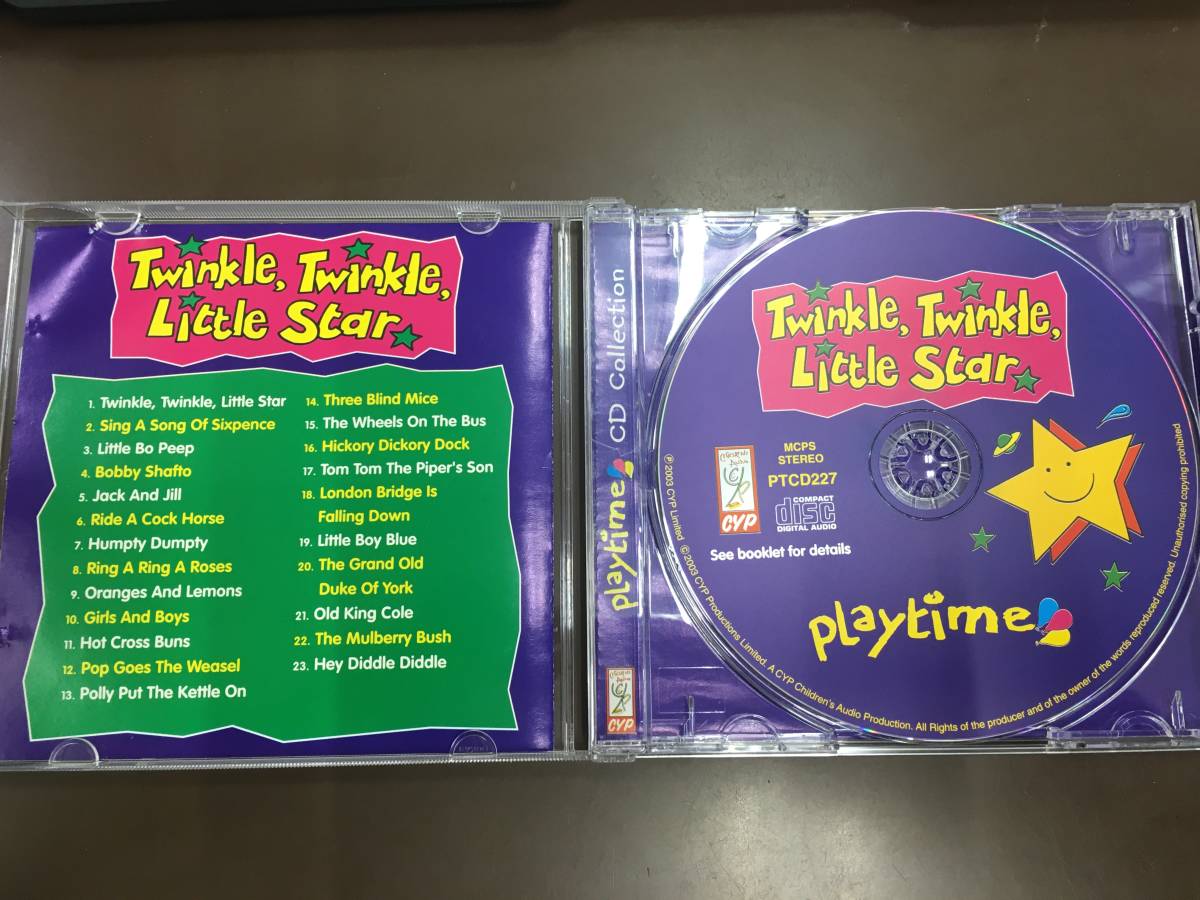 Twinkle, Twinkle,
Little Star
1. Twinkle, Twinkle, Little Star
2. Sing A Song Of Sixpence
3. Little Bo Peep
4. Bobby Shafto
5. Jack And Jill
6. Ride A Cock Horse
7. Humpty Dumpty
8. Ring A Ring A Roses
9. Oranges And Lemons
10. Girls And Boys
11. Hot Cross Buns
12. Pop Goes The Weasel
13. Polly Put The Kettle On
14. Three Blind Mice
15. The Wheels On The Bus
16. Hickory Dickory Dock
17. Tom Tom The Piper's Son
18. London Bridge Is
Falling Down
19. Little Boy Blue
20. The Grand Old
Duke Of York
21. Old King Cole
22. The Mulberry Bush
23. Hey Diddle Diddle
playtime CD Collection
CYP
Twinkle, Twinkle,
Little Star
CYP
MCPS
STEREO
PTCD227
COMPACT
disc
DIGITAL AUDIO
See booklet for details
playtime
℗ 2003 CYP Limited © 2003 CYP Productions Limited. A CYP Children's Audio Production. All Rights of the producer and of the owner of the words reproduced reserved. Unauthorised copying prohibited